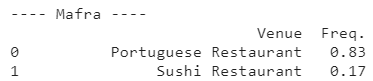 ---- Mafra ----
Venue Freq.
0 Portuguese Restaurant 0.83
1 Sushi Restaurant 0.17